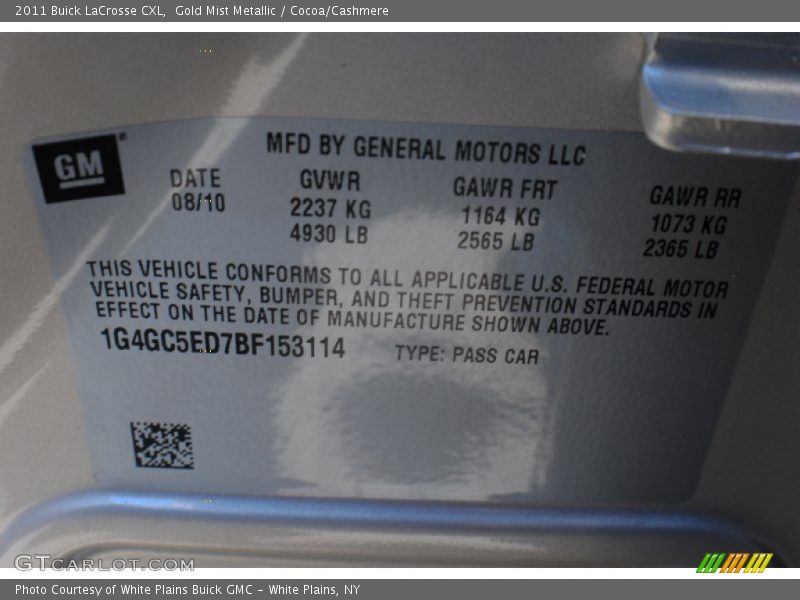 2011 Buick LaCrosse CXL, Gold Mist Metallic / Cocoa/Cashmere
GM
MFD BY GENERAL MOTORS LLC
DATE GVWR GAWR FRT GAWR RR
08/10 2237 KG 1164 KG 1073 KG
4930 LB 2565 LB 2365 LB
THIS VEHICLE CONFORMS TO ALL APPLICABLE U.S. FEDERAL MOTOR
VEHICLE SAFETY, BUMPER, AND THEFT PREVENTION STANDARDS IN
EFFECT ON THE DATE OF MANUFACTURE SHOWN ABOVE.
1G4GC5ED7BF153114 TYPE: PASS CAR
GTCARLOT.COM
Photo Courtesy of White Plains Buick GMC - White Plains, NY